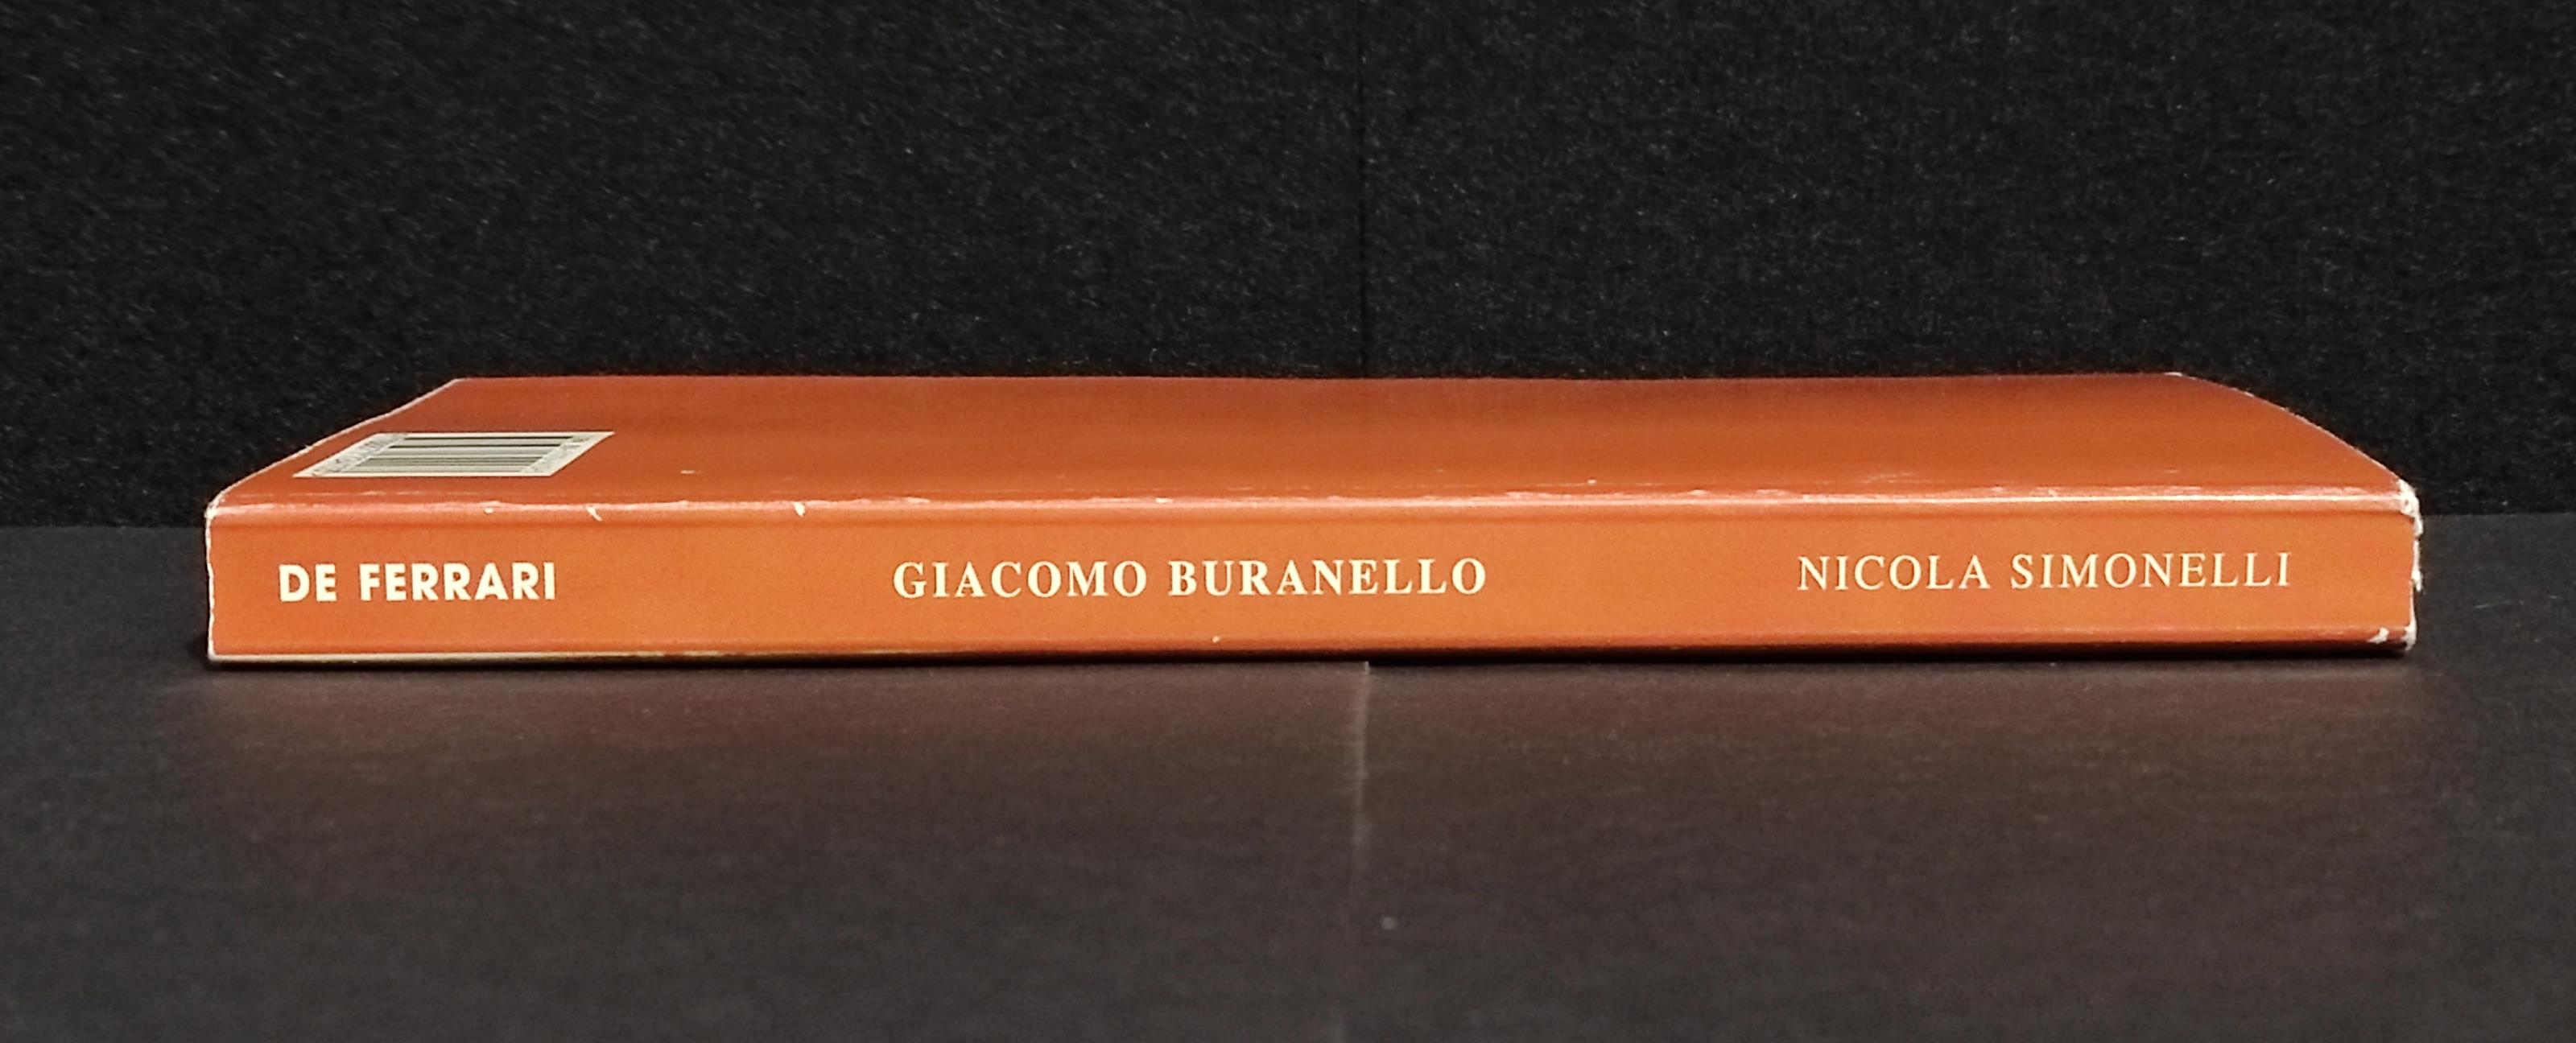 DE FERRARI
GIACOMO BURANELLO
NICOLA SIMONELLI